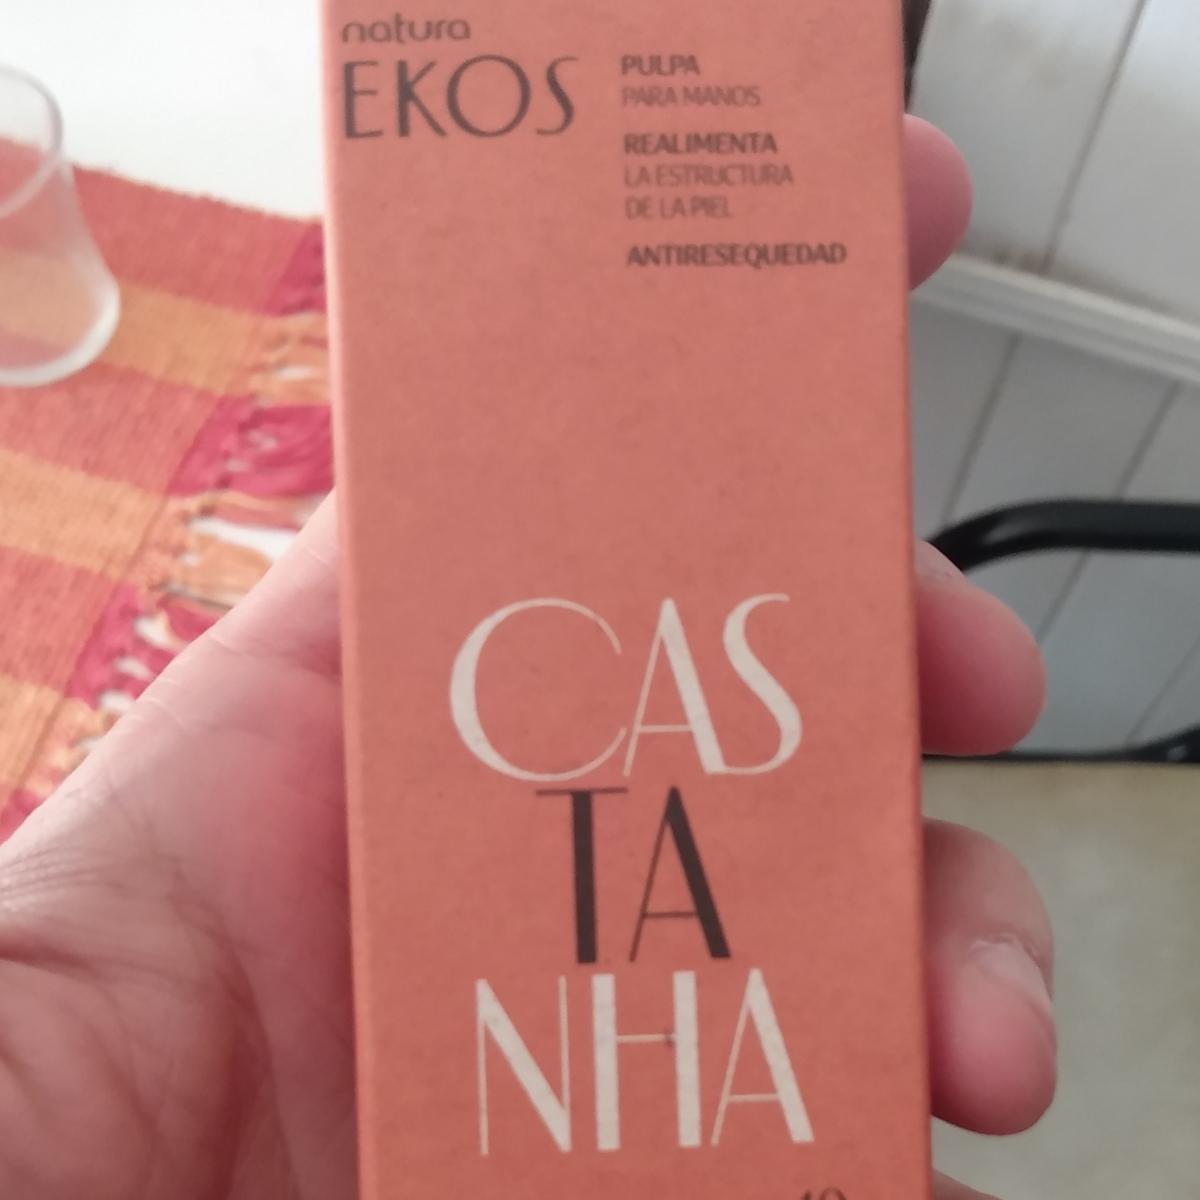 natura
EKOS
PULPA
PARA MANOS
REALIMENTA
LA ESTRUCTURA
DE LA PIEL
ANTIRESEQUEDAD
CAS
TA
NHA